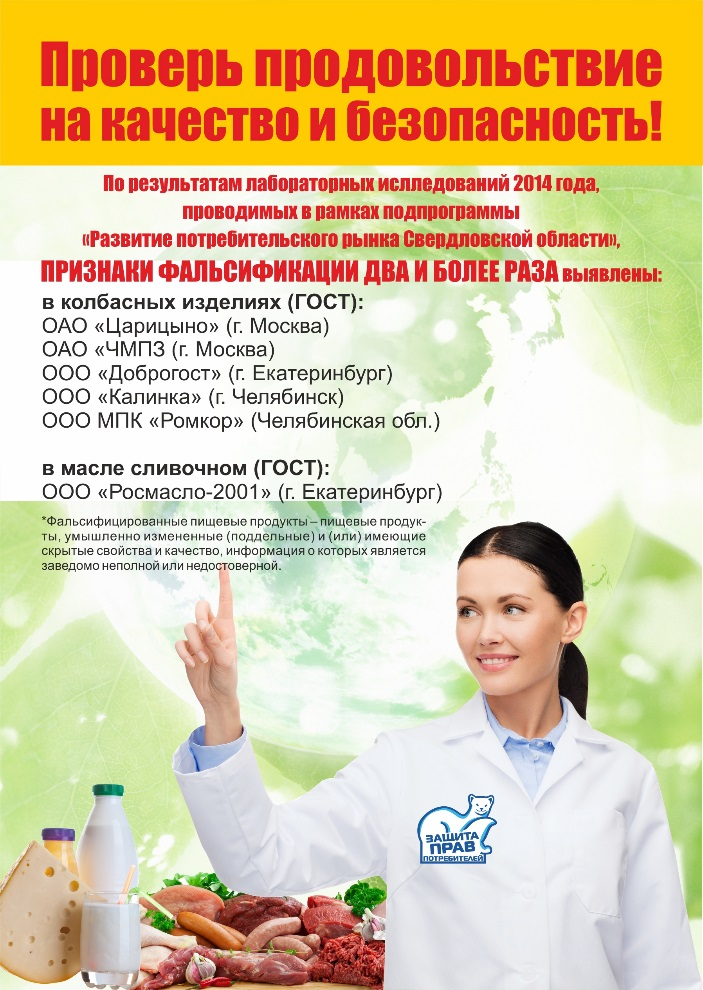 Проверь продовольствие
на качество и безопасность!
По результатам лабораторных ислледований 2014 года,
проводимых в рамках подпрограммы
«Развитие потребительского рынка Свердловской области»,
ПРИЗНАКИ ФАЛЬСИФИКАЦИИ ДВА И БОЛЕЕ РАЗА выявлены:
в колбасных изделиях (ГОСТ):
ОАО «Царицыно» (г. Москва)
ОАО «ЧМПЗ (г. Москва)
ООО «Доброгост» (г. Екатеринбург)
ООО «Калинка» (г. Челябинск)
ООО МПК «Ромкор» (Челябинская обл.)
в масле сливочном (ГОСТ):
ООО «Росмасло-2001» (г. Екатеринбург)
*Фальсифицированные пищевые продукты – пищевые продук-
ты, умышленно измененные (поддельные) и (или) имеющие
скрытые свойства и качество, информация о которых является
заведомо неполной или недостоверной.
ЗАЩИТА
ПРАВ
ПОТРЕБИТЕЛЕЙ